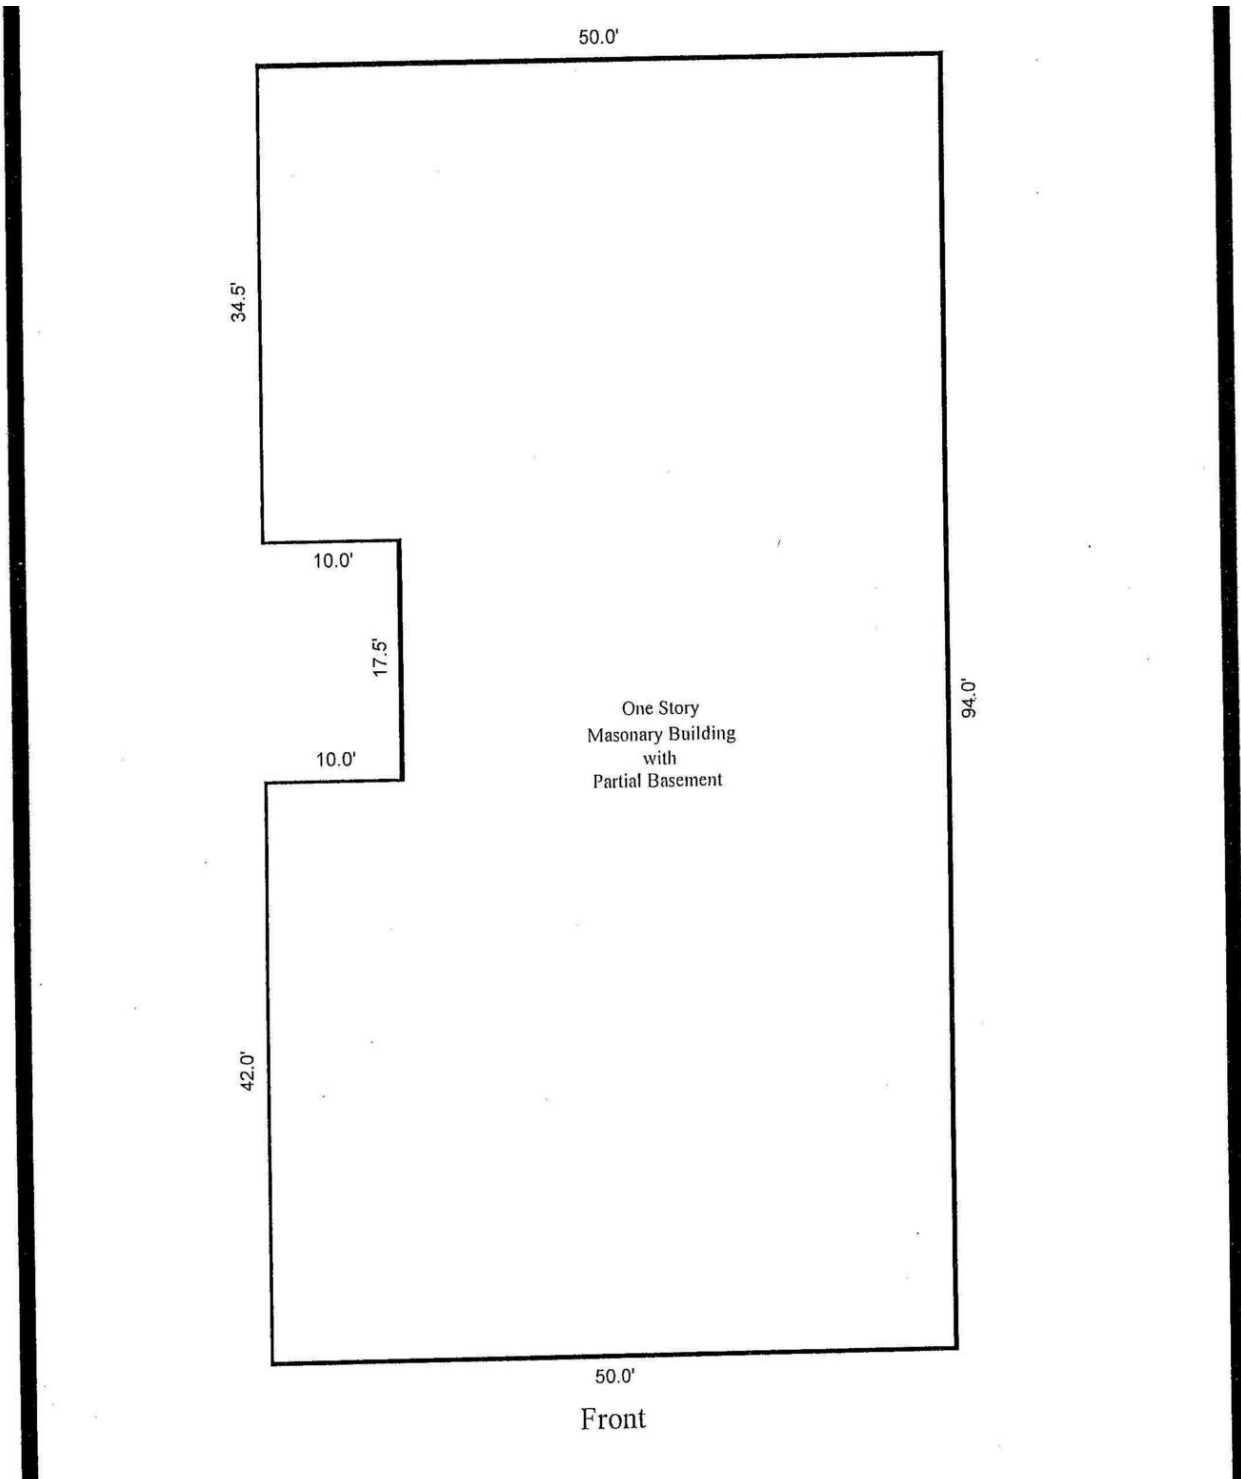 50.0'
34.5'
10.0'
17.5'
10.0'
One Story
Masonary Building
with
Partial Basement
94.0'
42.0'
50.0'
Front